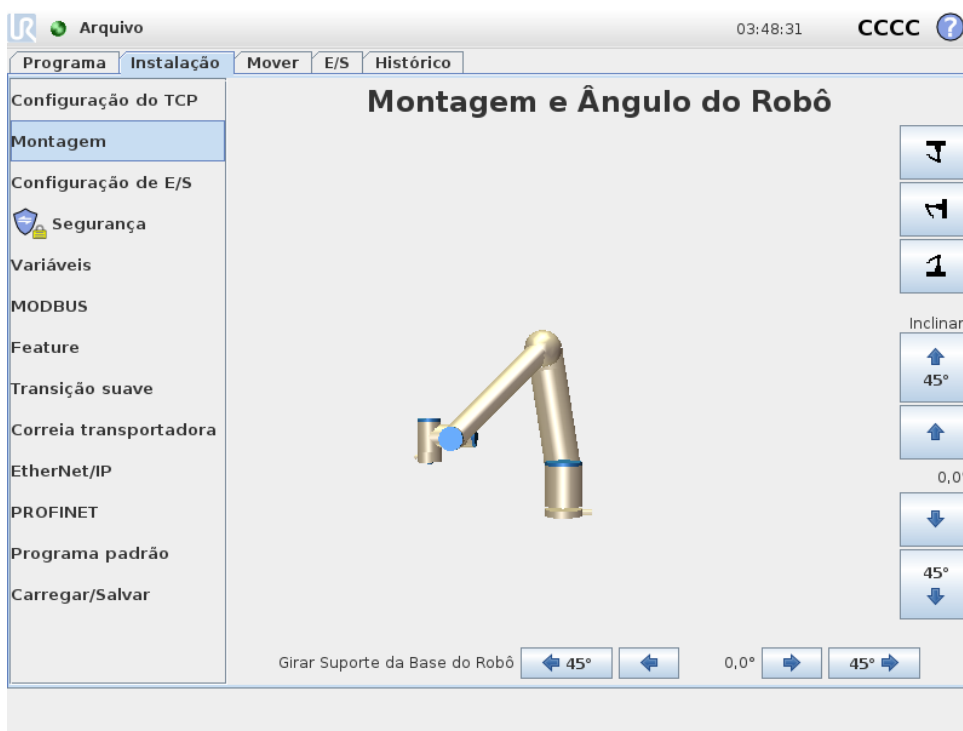 UR Arquivo 03:48:31 CCCC ?
Programa Instalação Mover E/S Histórico
Configuração do TCP
Montagem
Configuração de E/S
Segurança
Variáveis
MODBUS
Feature
Transição suave
Correia transportadora
EtherNet/IP
PROFINET
Programa padrão
Carregar/Salvar
Montagem e Ângulo do Robô
Inclinar
45°
0,0°
45°
Girar Suporte da Base do Robô 45° 0,0° 45°